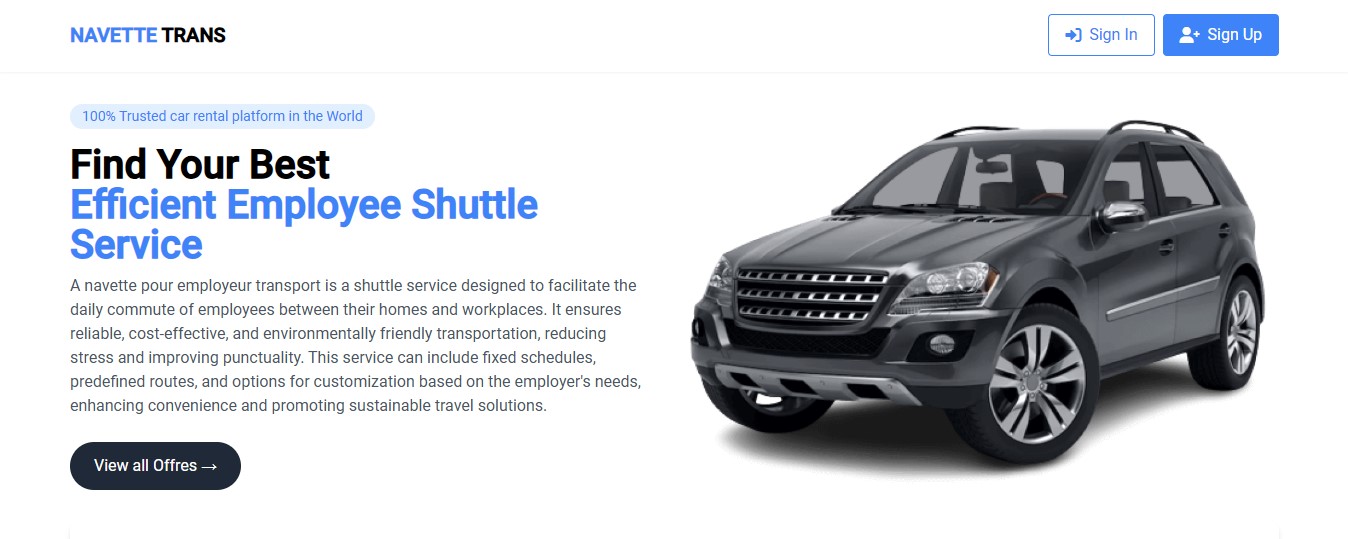 NAVETTE TRANS
Sign In
Sign Up
100% Trusted car rental platform in the World
Find Your Best
Efficient Employee Shuttle
Service
A navette pour employeur transport is a shuttle service designed to facilitate the
daily commute of employees between their homes and workplaces. It ensures
reliable, cost-effective, and environmentally friendly transportation, reducing
stress and improving punctuality. This service can include fixed schedules,
predefined routes, and options for customization based on the employer's needs,
enhancing convenience and promoting sustainable travel solutions.
View all Offres →